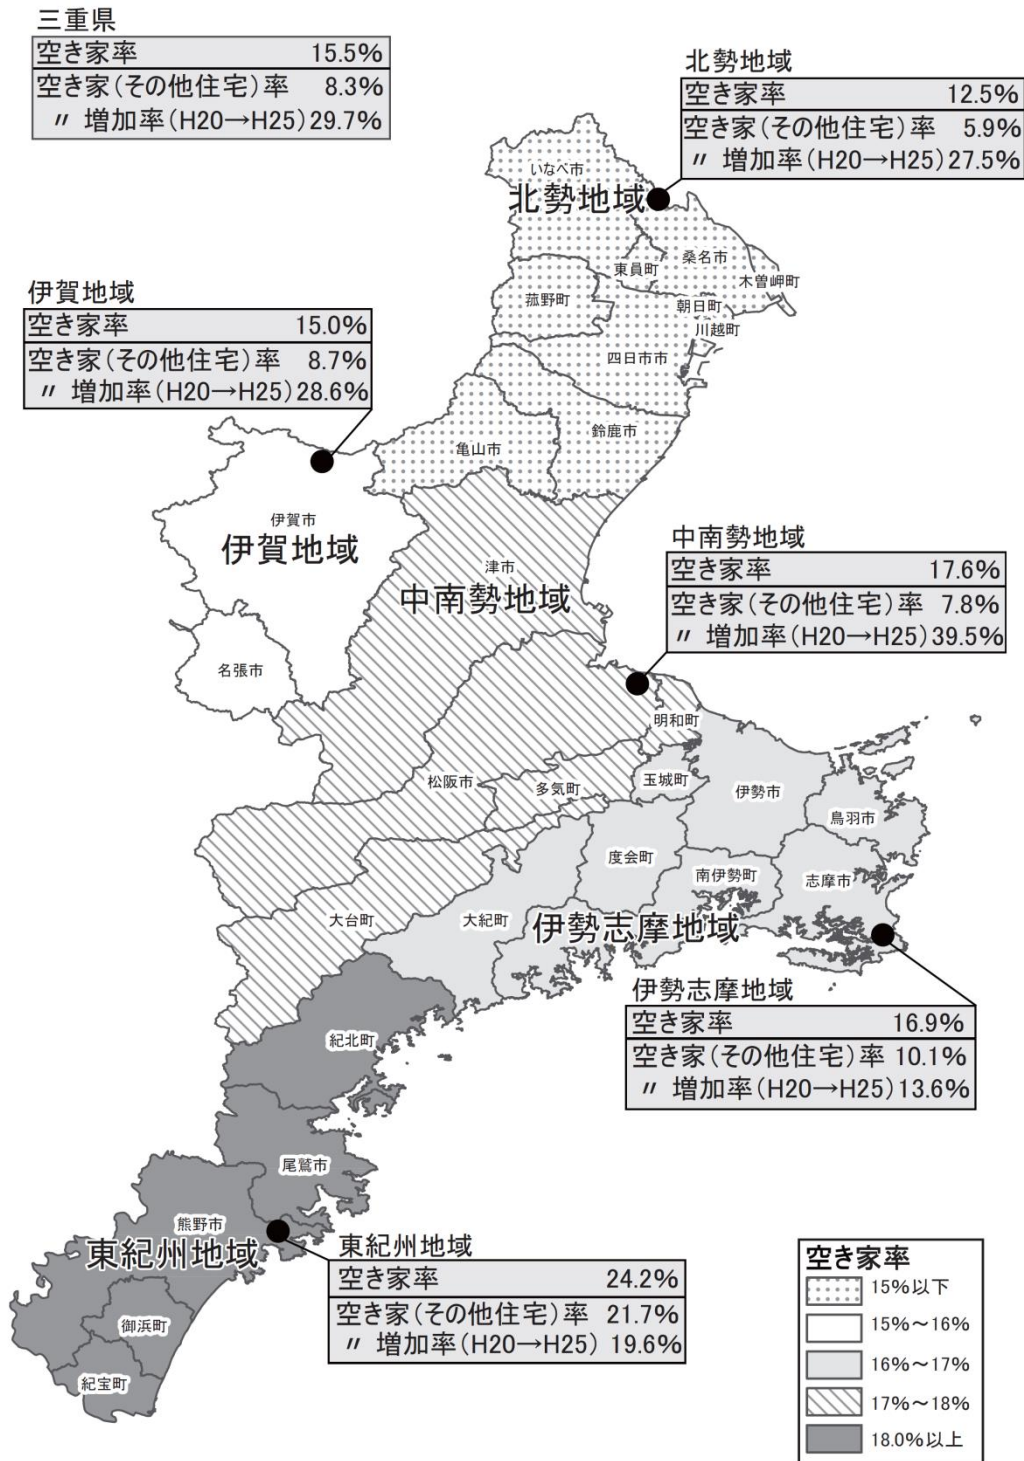 三重県
空き家率 15.5%
空き家(その他住宅)率 8.3%
〃 増加率(H20→H25)29.7%
北勢地域
空き家率 12.5%
空き家(その他住宅)率 5.9%
〃 増加率(H20→H25)27.5%
いなべ市
北勢地域
東員町
桑名市
木曽岬町
菰野町
朝日町
川越町
四日市市
鈴鹿市
亀山市
伊賀地域
空き家率 15.0%
空き家(その他住宅)率 8.7%
〃 増加率(H20→H25)28.6%
伊賀市
伊賀地域
名張市
津市
中南勢地域
中南勢地域
空き家率 17.6%
空き家(その他住宅)率 7.8%
〃 増加率(H20→H25)39.5%
明和町
松阪市
多気町
玉城町
伊勢市
鳥羽市
度会町
南伊勢町
志摩市
大台町
大紀町
伊勢志摩地域
伊勢志摩地域
空き家率 16.9%
空き家(その他住宅)率 10.1%
〃 増加率(H20→H25)13.6%
紀北町
尾鷲市
熊野市
東紀州地域
御浜町
紀宝町
東紀州地域
空き家率 24.2%
空き家(その他住宅)率 21.7%
〃 増加率(H20→H25) 19.6%
空き家率
15%以下
15%~16%
16%~17%
17%~18%
18.0%以上